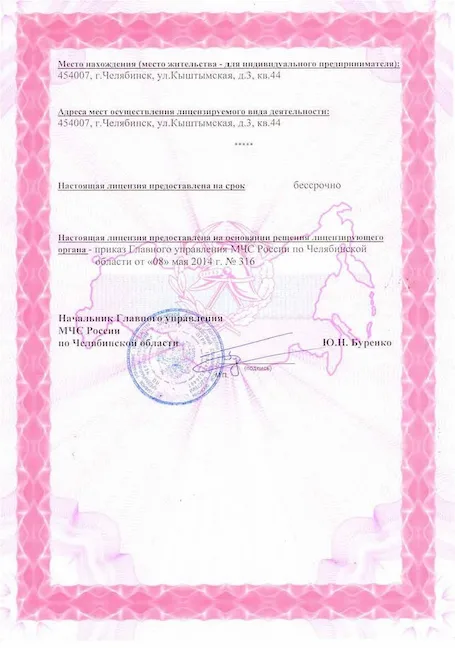 Место нахождения (место жительства - для индивидуального предпринимателя):
454007, г.Челябинск, ул.Кыштымская, д.3, кв.44
Адреса мест осуществления лицензируемого вида деятельности:
454007, г.Челябинск, ул.Кыштымская, д.3, кв.44
*****
Настоящая лицензия предоставлена на срок бессрочно
Настоящая лицензия предоставлена на основании решения лицензирующего
органа - приказ Главного управления МЧС России по Челябинской
области от «08» мая 2014 г. № 316
Начальник Главного управления
МЧС России
по Челябинской области Ю.Н. Буренко
(подпись)
М.П.